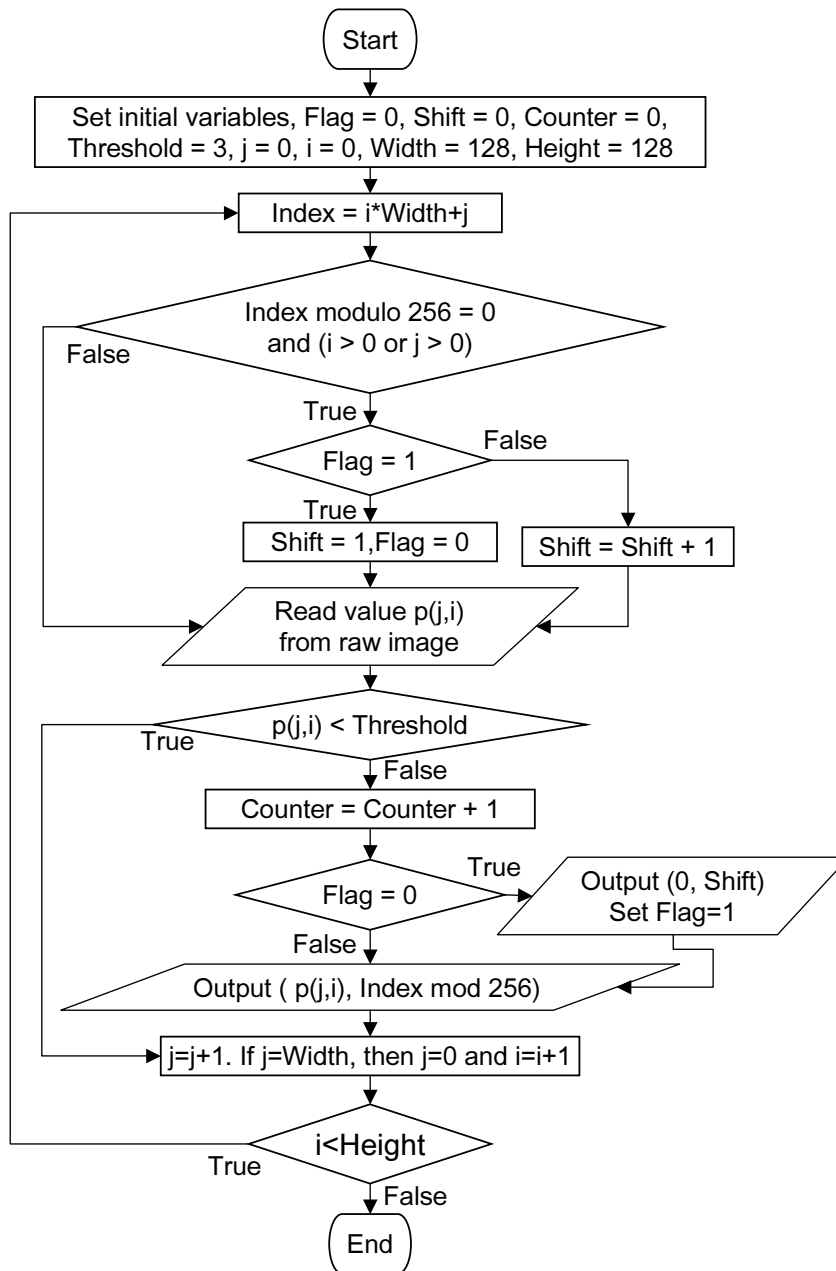 Start
Set initial variables, Flag = 0, Shift = 0, Counter = 0,
Threshold = 3, j = 0, i = 0, Width = 128, Height = 128
Index = i*Width+j
Index modulo 256 = 0
and (i > 0 or j > 0)
False
True
Flag = 1
False
True
Shift = 1,Flag = 0
Shift = Shift + 1
Read value p(j,i)
from raw image
p(j,i) < Threshold
True
False
Counter = Counter + 1
Flag = 0
True
Output (0, Shift)
Set Flag=1
False
Output ( p(j,i), Index mod 256)
j=j+1. If j=Width, then j=0 and i=i+1
i<Height
True
False
End